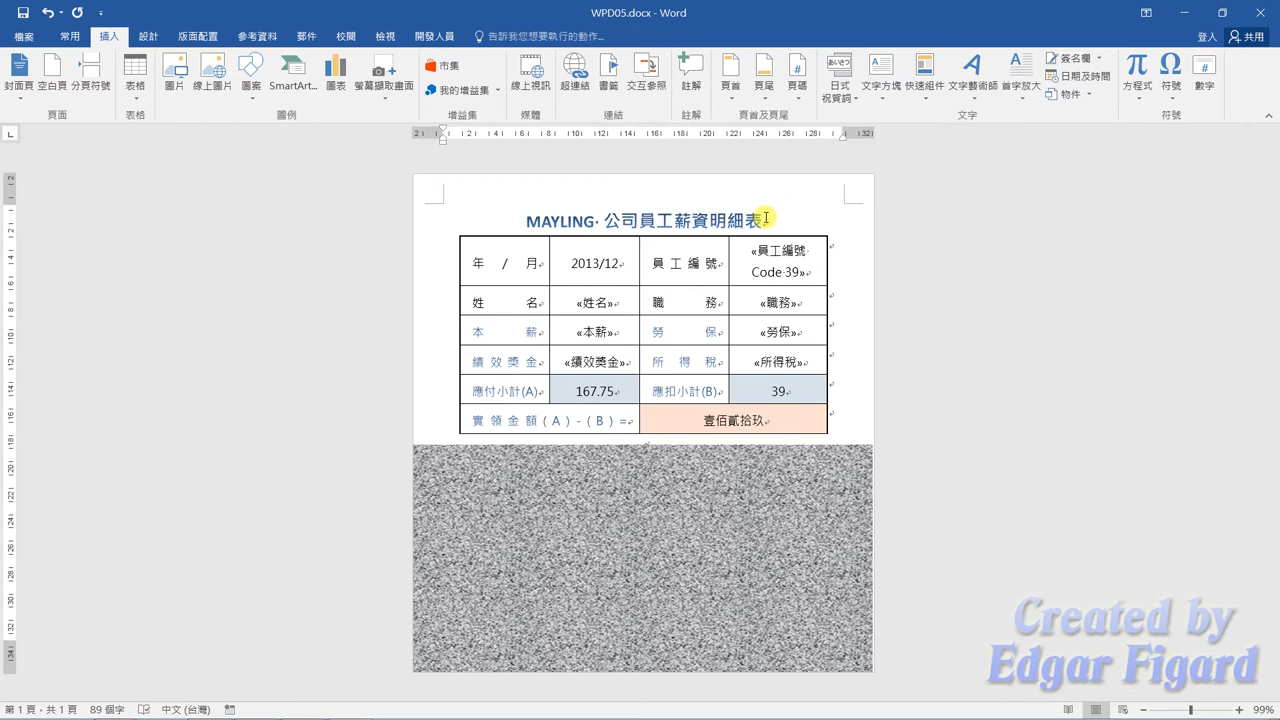 WPD05.docx - Word
檔案 常用 插入 設計 版面配置 參考資料 郵件 校閱 檢視 開發人員 告訴我您想要執行的動作... 登入 共用
封面頁 空白頁 分頁符號 表格 圖片 線上圖片 圖案 SmartArt... 圖表 螢幕擷取畫面 市集 我的增益集 線上視訊 超連結 書籤 交互參照 註解 頁首 頁尾 頁碼 日式祝賀詞 文字方塊 快速組件 文字藝術師 首字放大 簽名欄 日期及時間 物件 方程式 符號 數字
頁面 表格 圖例 增益集 媒體 連結 註解 頁首及頁尾 文字 符號
MAYLING· 公司員工薪資明細表
年 / 月 2013/12 員工編號 «員工編號·Code·39»
姓名 «姓名» 職務 «職務»
本薪 «本薪» 勞保 «勞保»
績效獎金 «績效獎金» 所得稅 «所得稅»
應付小計(A) 167.75 應扣小計(B) 39
實領金額(A)-(B)= 壹佰貳拾玖
Created by
Edgar Figard
第 1 頁，共 1 頁 89 個字 中文 (台灣) 99%